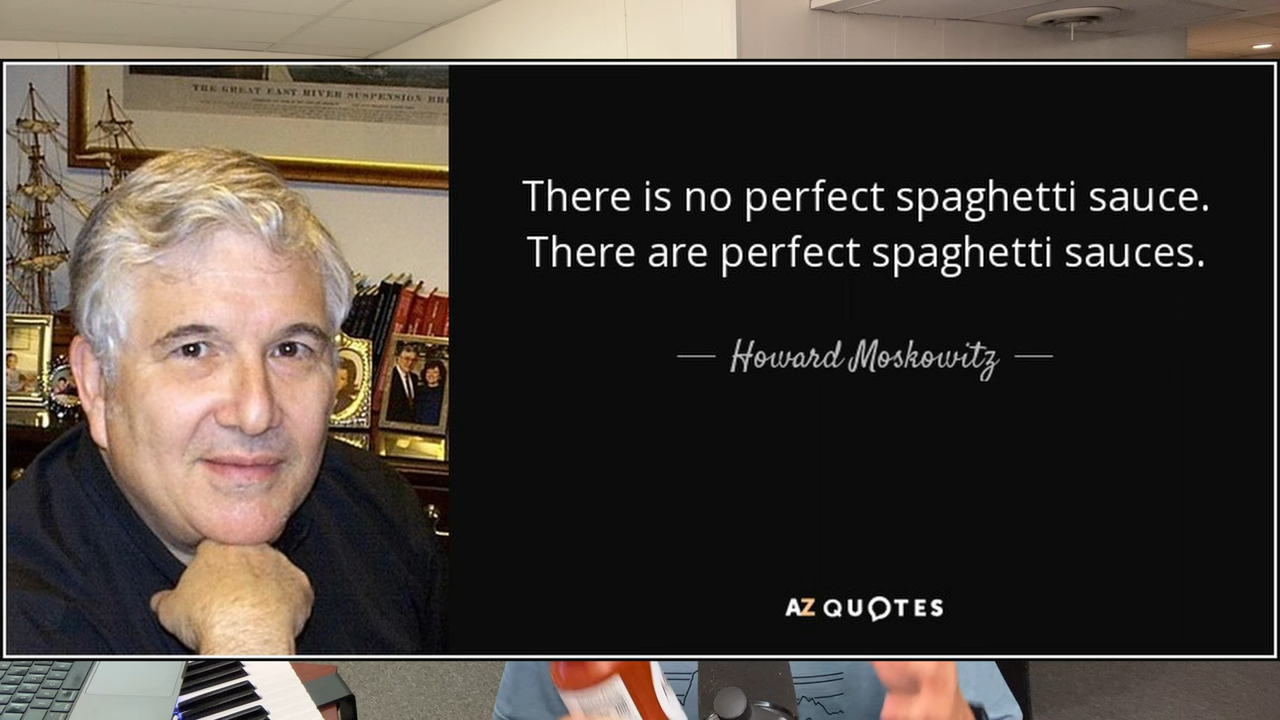 THE GREAT EAST RIVER SUSPENSION
There is no perfect spaghetti sauce.
There are perfect spaghetti sauces.
Howard Moskowitz
AZ QUOTES